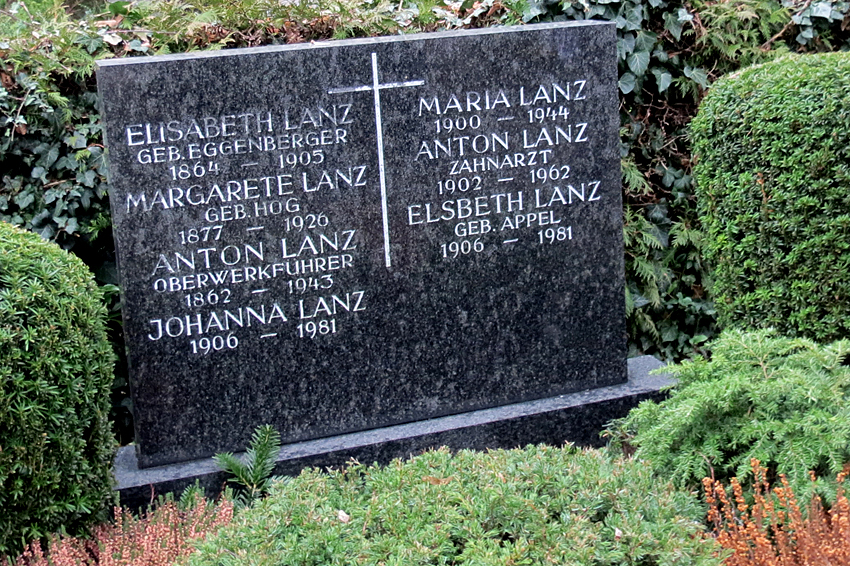 ELISABETH LANZ
GEB. EGGENBERGER
1864 — 1905
MARGARETE LANZ
GEB. HOG
1877 — 1926
ANTON LANZ
OBERWERKFÜHRER
1862 — 1943
JOHANNA LANZ
1906 — 1981
MARIA LANZ
1900 — 1944
ANTON LANZ
ZAHNARZT
1902 — 1962
ELSBETH LANZ
GEB. APPEL
1906 — 1981